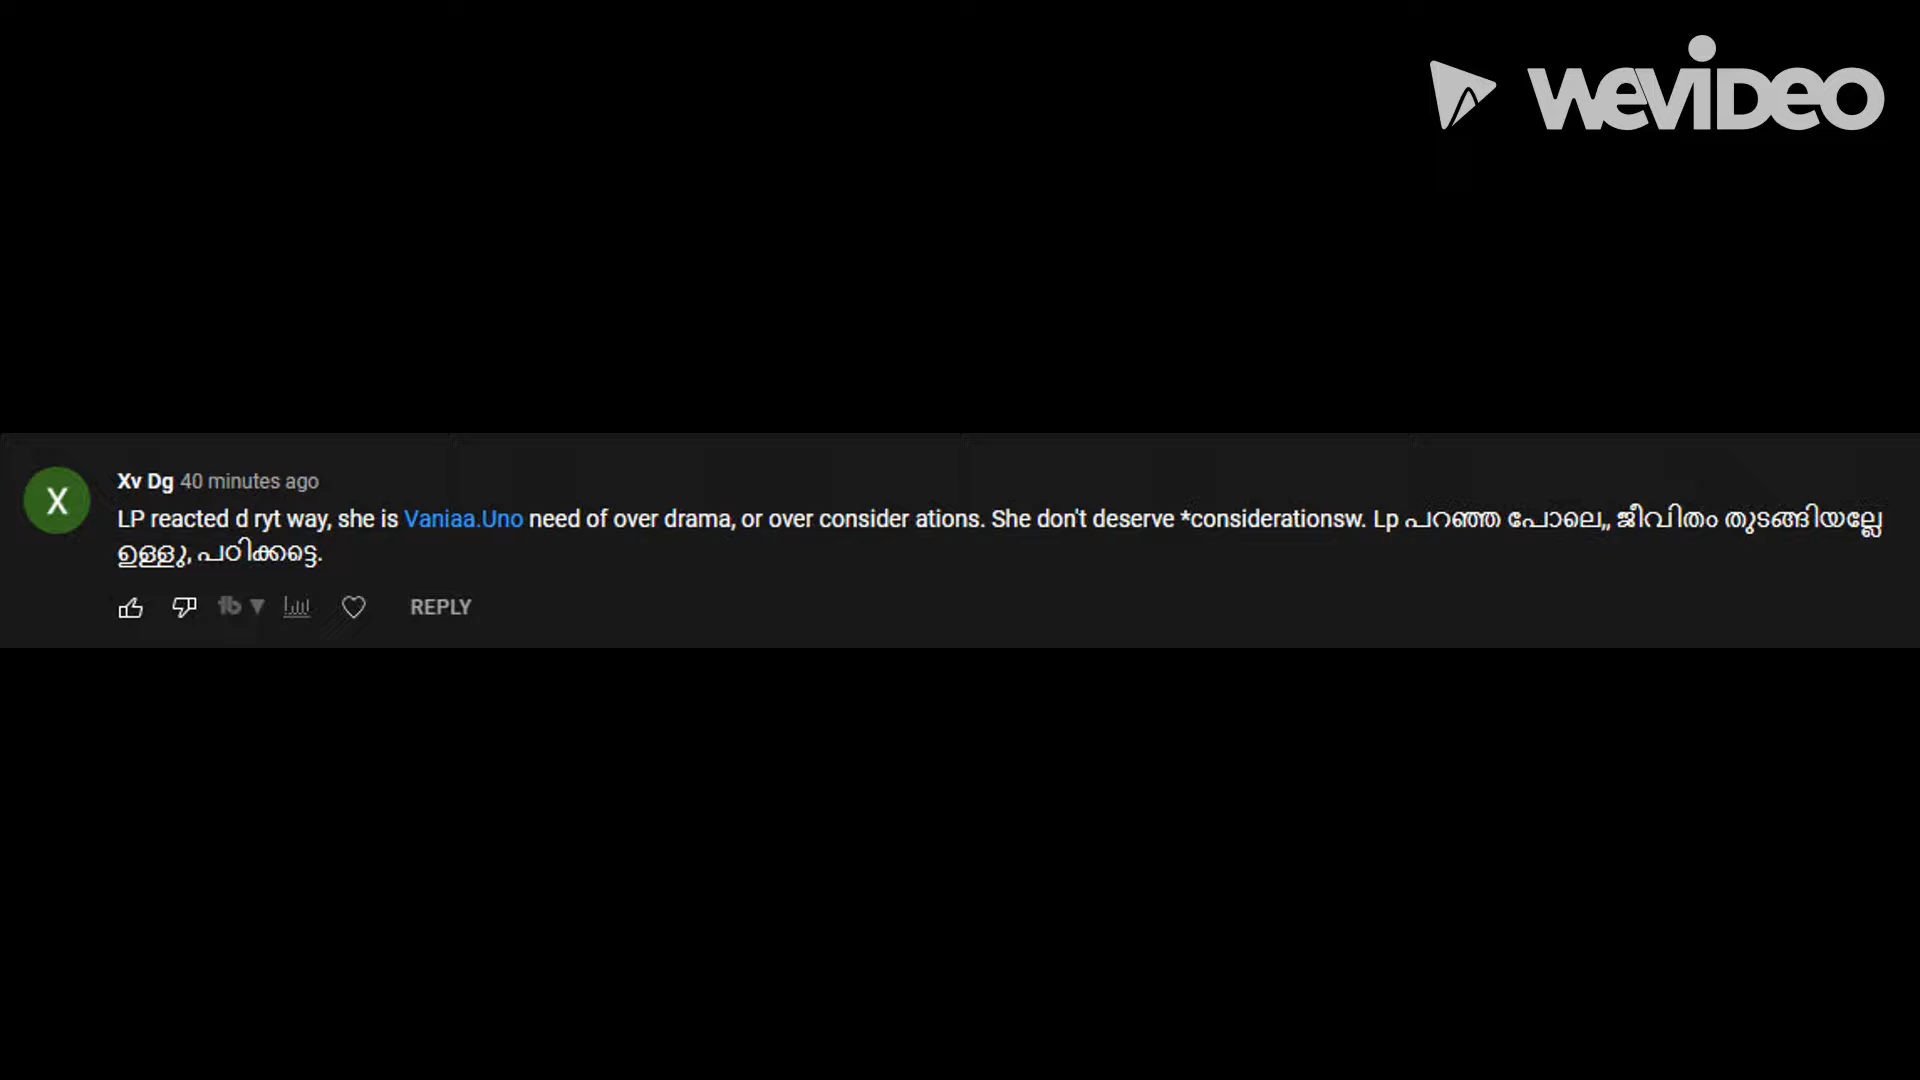 WEVIDEO
X
Xv Dg 40 minutes ago
LP reacted d ryt way, she is Vaniaa.Uno need of over drama, or over consider ations. She don't deserve *considerationsw. Lp പറഞ്ഞ പോലെ,, ജീവിതം തുടങ്ങിയല്ലേ
ഉള്ളു, പഠിക്കട്ടെ.
REPLY